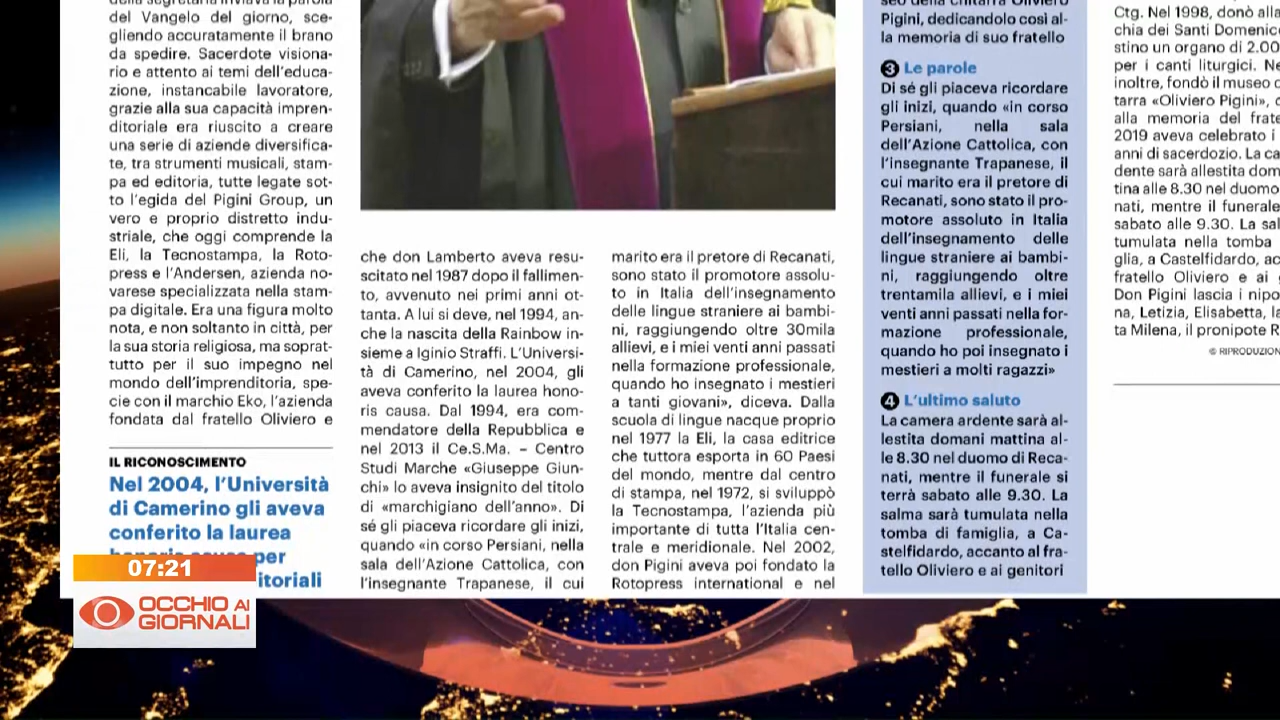 della segreteria inviava la parola
del Vangelo del giorno, sce-
gliendo accuratamente il brano
da spedire. Sacerdote visiona-
rio e attento ai temi dell'educa-
zione, instancabile lavoratore,
grazie alla sua capacità impren-
ditoriale era riuscito a creare
una serie di aziende diversifica-
te, tra strumenti musicali, stam-
pa ed editoria, tutte legate sot-
to l'egida del Pigini Group, un
vero e proprio distretto indu-
striale, che oggi comprende la
Eli, la Tecnostampa, la Roto-
press e l'Andersen, azienda no-
varese specializzata nella stam-
pa digitale. Era una figura molto
nota, e non soltanto in città, per
la sua storia religiosa, ma soprat-
tutto per il suo impegno nel
mondo dell'imprenditoria, spe-
cie con il marchio Eko, l'azienda
fondata dal fratello Oliviero e
IL RICONOSCIMENTO
Nel 2004, l'Università
di Camerino gli aveva
conferito la laurea
honoris causa per
itoriali
che don Lamberto aveva resu-
scitato nel 1987 dopo il fallimen-
to, avvenuto nei primi anni ot-
tanta. A lui si deve, nel 1994, an-
che la nascita della Rainbow in-
sieme a Iginio Straffi. L'Universi-
tà di Camerino, nel 2004, gli
aveva conferito la laurea hono-
ris causa. Dal 1994, era com-
mendatore della Repubblica e
nel 2013 il Ce.S.Ma. – Centro
Studi Marche «Giuseppe Giun-
chi» lo aveva insignito del titolo
di «marchigiano dell'anno». Di
sé gli piaceva ricordare gli inizi,
quando «in corso Persiani, nella
sala dell'Azione Cattolica, con
l'insegnante Trapanese, il cui
marito era il pretore di Recanati,
sono stato il promotore assolu-
to in Italia dell'insegnamento
delle lingue straniere ai bambi-
ni, raggiungendo oltre 30mila
allievi, e i miei venti anni passati
nella formazione professionale,
quando ho insegnato i mestieri
a tanti giovani», diceva. Dalla
scuola di lingue nacque proprio
nel 1977 la Eli, la casa editrice
che tuttora esporta in 60 Paesi
del mondo, mentre dal centro
di stampa, nel 1972, si sviluppò
la Tecnostampa, l'azienda più
importante di tutta l'Italia cen-
trale e meridionale. Nel 2002,
don Pigini aveva poi fondato la
Rotopress international e nel
seo della chitarra Oliviero
Pigini, dedicandolo così al-
la memoria di suo fratello
3 Le parole
Di sé gli piaceva ricordare
gli inizi, quando «in corso
Persiani, nella sala
dell'Azione Cattolica, con
l'insegnante Trapanese, il
cui marito era il pretore di
Recanati, sono stato il pro-
motore assoluto in Italia
dell'insegnamento delle
lingue straniere ai bambi-
ni, raggiungendo oltre
trentamila allievi, e i miei
venti anni passati nella for-
mazione professionale,
quando ho poi insegnato i
mestieri a molti ragazzi»
4 L'ultimo saluto
La camera ardente sarà al-
lestita domani mattina al-
le 8.30 nel duomo di Reca-
nati, mentre il funerale si
terrà sabato alle 9.30. La
salma sarà tumulata nella
tomba di famiglia, a Ca-
stelfidardo, accanto al fra-
tello Oliviero e ai genitori
Ctg. Nel 1998, donò alla
chia dei Santi Domenic
stino un organo di 2.00
per i canti liturgici. Ne
inoltre, fondò il museo d
tarra «Oliviero Pigini», d
alla memoria del frate
2019 aveva celebrato i
anni di sacerdozio. La ca
dente sarà allestita dom
tina alle 8.30 nel duomo
nati, mentre il funerale
sabato alle 9.30. La sal
tumulata nella tomba
glia, a Castelfidardo, ac
fratello Oliviero e ai g
Don Pigini lascia i nipo
na, Letizia, Elisabetta, la
ta Milena, il pronipote R
© RIPRODUZION
07:21
OCCHIO AI
GIORNALI